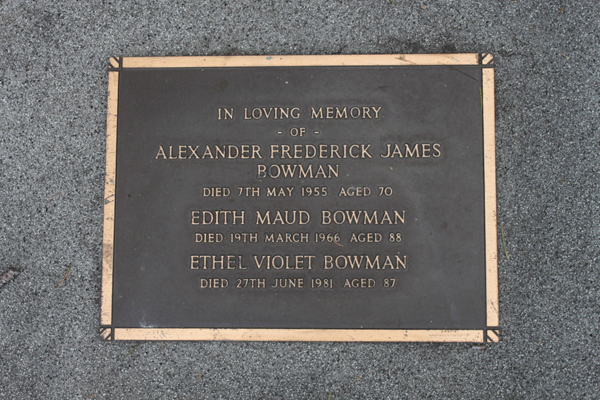 IN LOVING MEMORY
- OF -
ALEXANDER FREDERICK JAMES
BOWMAN
DIED 7TH MAY 1955 AGED 70
EDITH MAUD BOWMAN
DIED 19TH MARCH 1966 AGED 88
ETHEL VIOLET BOWMAN
DIED 27TH JUNE 1981 AGED 87